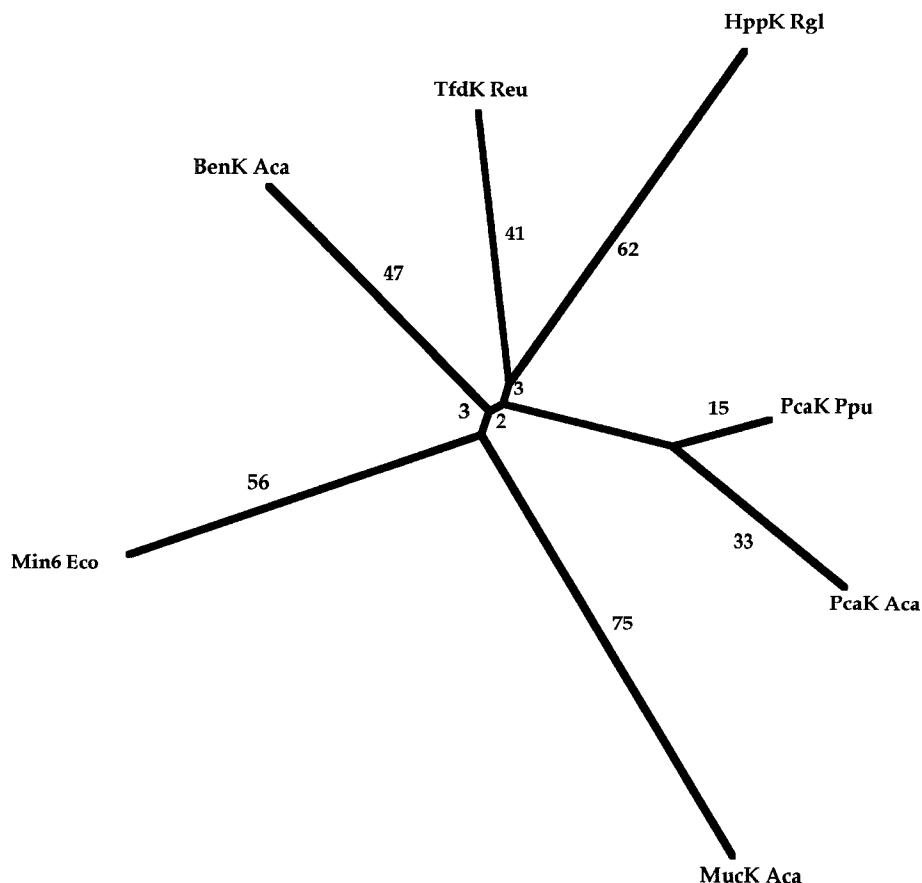 HppK Rgl
TfdK Reu
BenK Aca
41
62
47
3
3
2
15
PcaK Ppu
56
33
Min6 Eco
PcaK Aca
75
MucK Aca